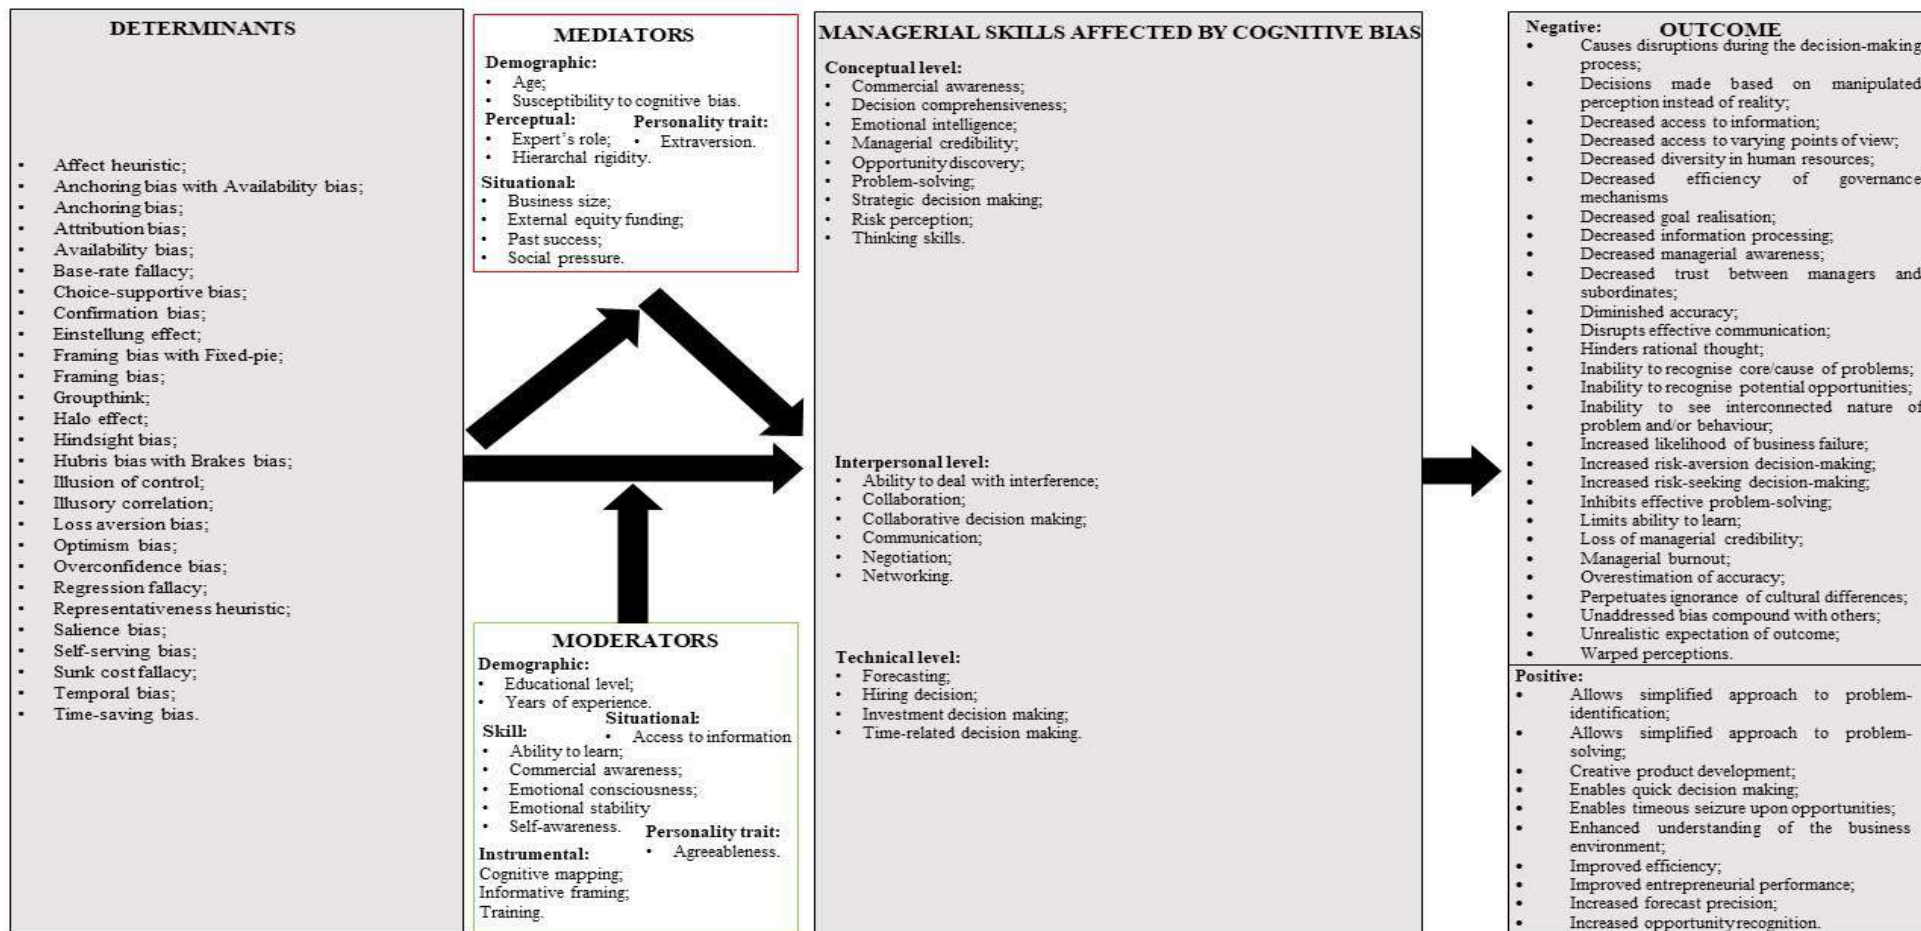 DETERMINANTS
• Affect heuristic;
• Anchoring bias with Availability bias;
• Anchoring bias;
• Attribution bias;
• Availability bias;
• Base-rate fallacy;
• Choice-supportive bias;
• Confirmation bias;
• Einstellung effect;
• Framing bias with Fixed-pie;
• Framing bias;
• Groupthink;
• Halo effect;
• Hindsight bias;
• Hubris bias with Brakes bias;
• Illusion of control;
• Illusory correlation;
• Loss aversion bias;
• Optimism bias;
• Overconfidence bias;
• Regression fallacy;
• Representativeness heuristic;
• Salience bias;
• Self-serving bias;
• Sunk cost fallacy;
• Temporal bias;
• Time-saving bias.
MEDIATORS
Demographic:
• Age;
• Susceptibility to cognitive bias.
Perceptual:
• Expert's role;
• Hierarchal rigidity.
Personality trait:
• Extraversion.
Situational:
• Business size;
• External equity funding;
• Past success;
• Social pressure.
MODERATORS
Demographic:
• Educational level;
• Years of experience.
Situational:
• Access to information
Skill:
• Ability to learn;
• Commercial awareness;
• Emotional consciousness;
• Emotional stability
• Self-awareness.
Personality trait:
• Agreeableness.
Instrumental:
Cognitive mapping;
Informative framing;
Training.
MANAGERIAL SKILLS AFFECTED BY COGNITIVE BIAS
Conceptual level:
• Commercial awareness;
• Decision comprehensiveness;
• Emotional intelligence;
• Managerial credibility;
• Opportunity discovery;
• Problem-solving;
• Strategic decision making;
• Risk perception;
• Thinking skills.
Interpersonal level:
• Ability to deal with interference;
• Collaboration;
• Collaborative decision making;
• Communication;
• Negotiation;
• Networking.
Technical level:
• Forecasting;
• Hiring decision;
• Investment decision making;
• Time-related decision making.
OUTCOME
Negative:
• Causes disruptions during the decision-making
process;
• Decisions made based on manipulated
perception instead of reality;
• Decreased access to information;
• Decreased access to varying points of view;
• Decreased diversity in human resources;
• Decreased efficiency of governance
mechanisms
• Decreased goal realisation;
• Decreased information processing;
• Decreased managerial awareness;
• Decreased trust between managers and
subordinates;
• Diminished accuracy;
• Disrupts effective communication;
• Hinders rational thought;
• Inability to recognise core/cause of problems;
• Inability to recognise potential opportunities;
• Inability to see interconnected nature of
problem and/or behaviour;
• Increased likelihood of business failure;
• Increased risk-aversion decision-making;
• Increased risk-seeking decision-making;
• Inhibits effective problem-solving;
• Limits ability to learn;
• Loss of managerial credibility;
• Managerial burnout;
• Overestimation of accuracy;
• Perpetuates ignorance of cultural differences;
• Unaddressed bias compound with others;
• Unrealistic expectation of outcome;
• Warped perceptions.
Positive:
• Allows simplified approach to problem-
identification;
• Allows simplified approach to problem-
solving;
• Creative product development;
• Enables quick decision making;
• Enables timeous seizure upon opportunities;
• Enhanced understanding of the business
environment;
• Improved efficiency;
• Improved entrepreneurial performance;
• Increased forecast precision;
• Increased opportunity recognition.